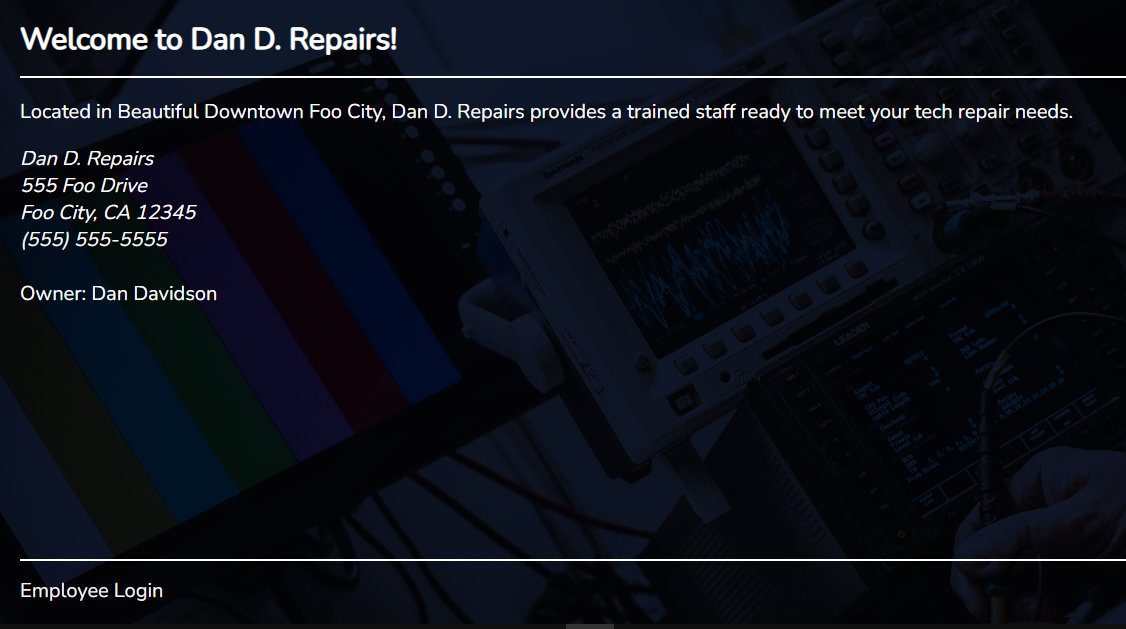 Welcome to Dan D. Repairs!
Located in Beautiful Downtown Foo City, Dan D. Repairs provides a trained staff ready to meet your tech repair needs.
Dan D. Repairs
555 Foo Drive
Foo City, CA 12345
(555) 555-5555
Owner: Dan Davidson
Tektronix
LEADER
Employee Login